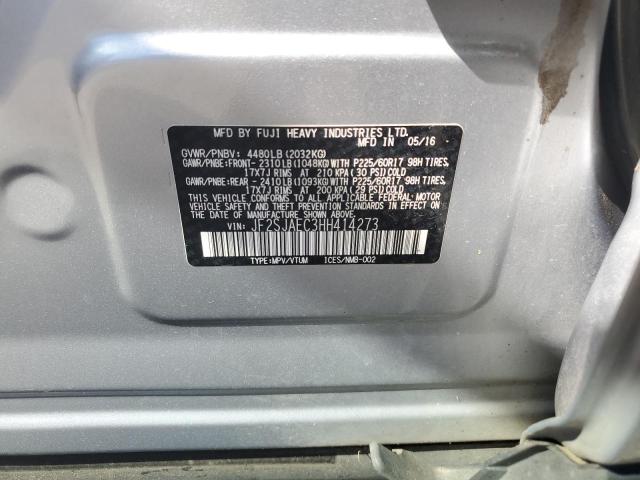 MFD BY FUJI HEAVY INDUSTRIES LTD.
MFD IN 05/16
GVWR/PNBV: 4480LB(2032KG)
GAWR/PNBE:FRONT-2310LB(1048KG)WITH P225/60R17 98H TIRES,
17X7J RIMS AT 210 KPA(30 PSI)COLD
GAWR/PNBE:REAR -2410LB(1093KG)WITH P225/60R17 98H TIRES,
17X7J RIMS AT 200 KPA(29 PSI)COLD
THIS VEHICLE CONFORMS TO ALL APPLICABLE FEDERAL MOTOR
VEHICLE SAFETY, BUMPER, AND THEFT PREVENTION
STANDARDS IN EFFECT ON THE DATE OF
MANUFACTURE SHOWN ABOVE.
VIN: JF2SJAEC3HH414273
TYPE:MPV/VTUM ICES/NMB-002